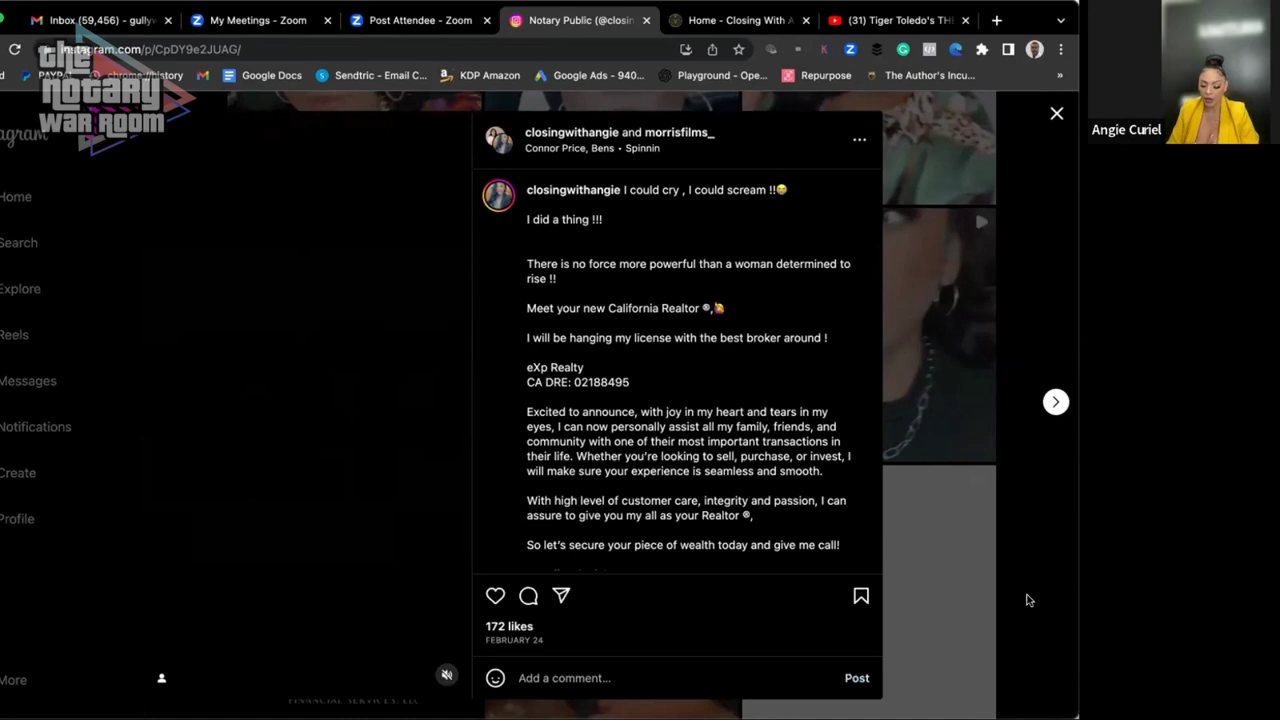 Inbox (59,456) - gullyw
My Meetings - Zoom
Post Attendee - Zoom
Notary Public (@closin
Home - Closing With A
(31) Tiger Toledo's TH
instagram.com/p/CpDY9e2JUAG/
PAYP
chrome://history
Google Docs
Sendtric - Email C...
KDP Amazon
Google Ads - 940...
Playground - Ope...
Repurpose
The Author's Incu...
»
the
NOTARY
WAR ROOM
agram
Home
Search
Explore
Reels
Messages
Notifications
Create
Profile
More
closingwithangie and morrisfilms_
Connor Price, Bens • Spinnin
closingwithangie I could cry , I could scream !!😂
I did a thing !!!
There is no force more powerful than a woman determined to
rise !!
Meet your new California Realtor ®,🙋
I will be hanging my license with the best broker around !
eXp Realty
CA DRE: 02188495
Excited to announce, with joy in my heart and tears in my
eyes, I can now personally assist all my family, friends, and
community with one of their most important transactions in
their life. Whether you're looking to sell, purchase, or invest, I
will make sure your experience is seamless and smooth.
With high level of customer care, integrity and passion, I can
assure to give you my all as your Realtor ®,
So let's secure your piece of wealth today and give me call!
172 likes
FEBRUARY 24
Add a comment...
Post
FINANCIAL SERVICES, LLC
Angie Curiel